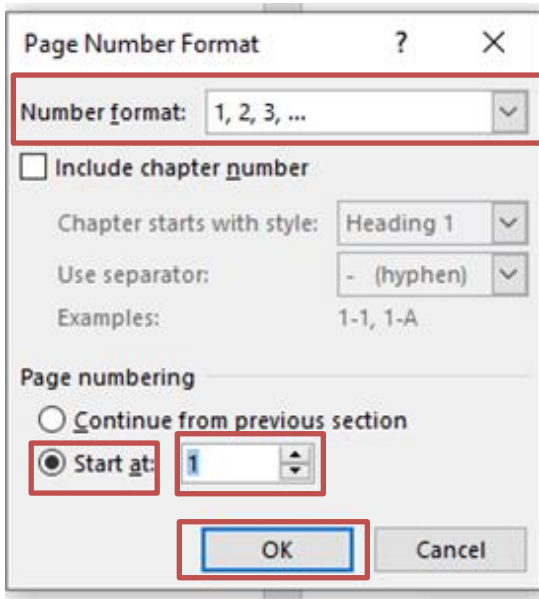 Page Number Format ? ×
Number format: 1, 2, 3, ...
Include chapter number
Chapter starts with style: Heading 1
Use separator: - (hyphen)
Examples: 1-1, 1-A
Page numbering
Continue from previous section
Start at: 1
OK Cancel